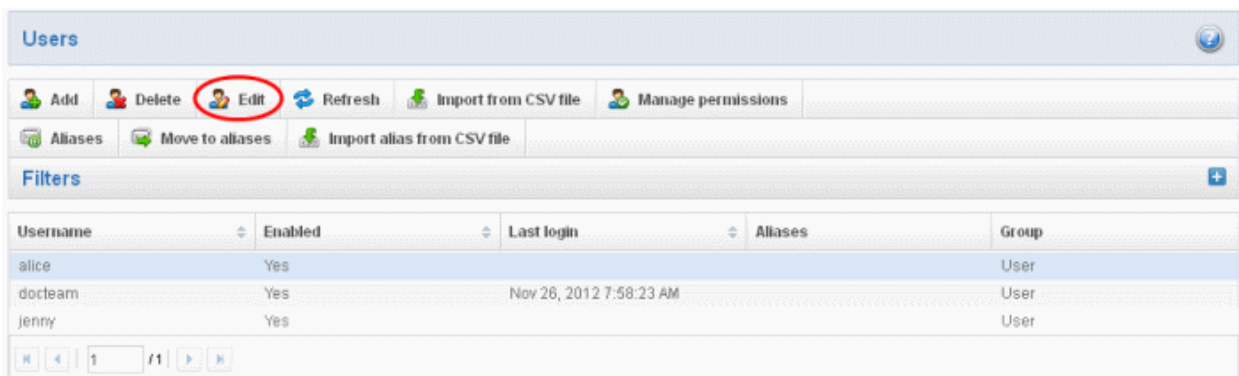 Users
Add Delete Edit Refresh Import from CSV file Manage permissions
Aliases Move to aliases Import alias from CSV file
Filters
Username Enabled Last login Aliases Group
alice Yes User
docteam Yes Nov 26, 2012 7:58:23 AM User
jenny Yes User
1 /1